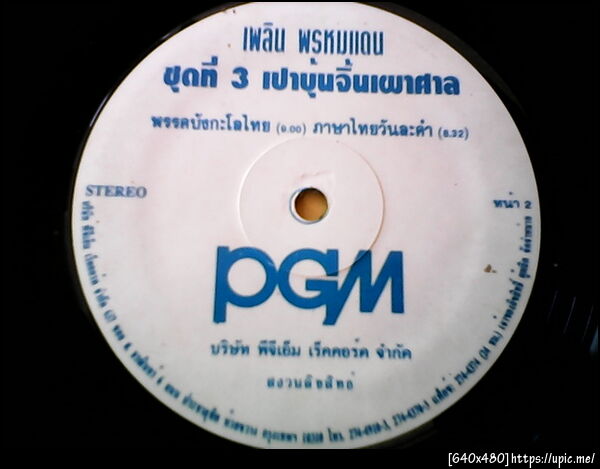 เพลิน พรหมแดน
ชุดที่ 3 เปาบุ้นจิ้นเผาศาล
พรรคบังกะโลไทย (9.00) ภาษาไทยวันละคำ (8.32)
STEREO
หน้า 2
PGM
บริษัท พีจีเอ็ม เร็คคอร์ด จำกัด
สงวนลิขสิทธิ์
[640x480]https://upic.me/